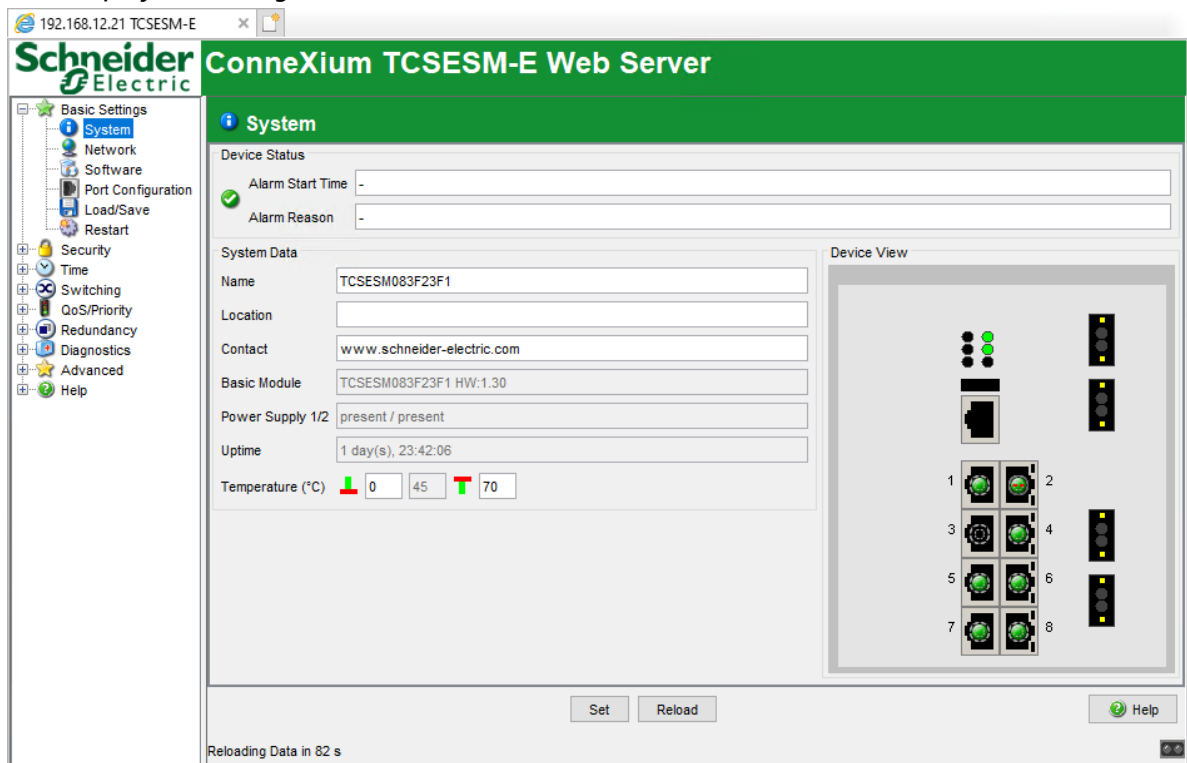 192.168.12.21 TCSESM-E
Schneider
Electric
ConneXium TCSESM-E Web Server
Basic Settings
System
Network
Software
Port Configuration
Load/Save
Restart
Security
Time
Switching
QoS/Priority
Redundancy
Diagnostics
Advanced
Help
System
Device Status
Alarm Start Time -
Alarm Reason -
System Data
Name TCSESM083F23F1
Location
Contact www.schneider-electric.com
Basic Module TCSESM083F23F1 HW:1.30
Power Supply 1/2 present / present
Uptime 1 day(s), 23:42:06
Temperature (°C) 0 45 70
Device View
1 2
3 4
5 6
7 8
Set Reload Help
Reloading Data in 82 s